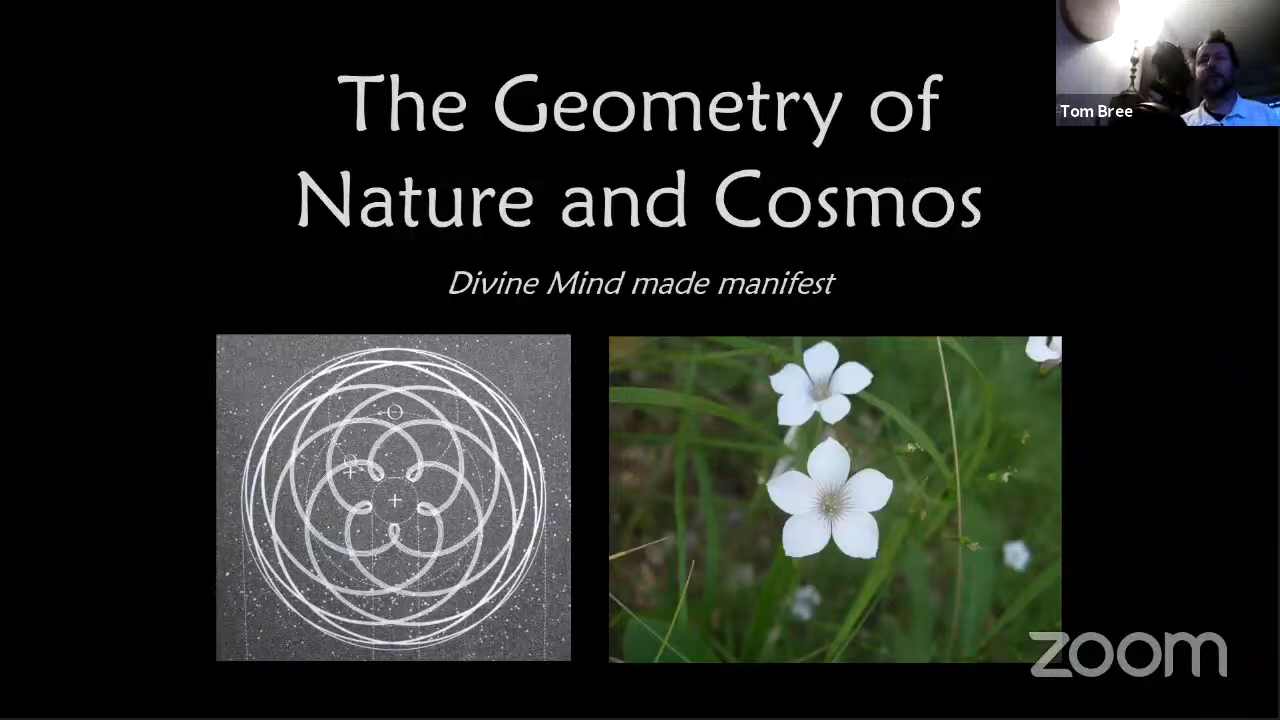 The Geometry of
Nature and Cosmos
Divine Mind made manifest
Tom Bree
zoom